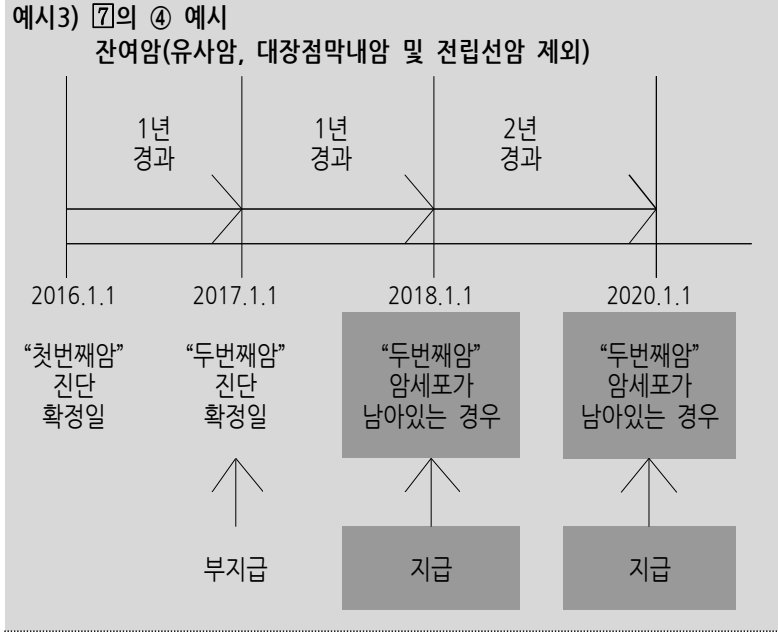 예시3) 7의 ④ 예시
잔여암(유사암, 대장점막내암 및 전립선암 제외)
1년 1년 2년
경과 경과 경과
2016.1.1 2017.1.1 2018.1.1 2020.1.1
“첫번째암” “두번째암” “두번째암” “두번째암”
진단 진단 암세포가 암세포가
확정일 확정일 남아있는 경우 남아있는 경우
부지급 지급 지급